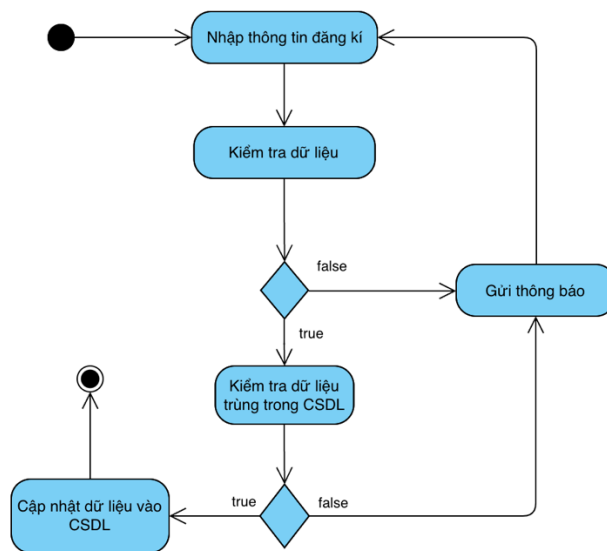 Nhập thông tin đăng kí
Kiểm tra dữ liệu
false
Gửi thông báo
true
Kiểm tra dữ liệu
trùng trong CSDL
Cập nhật dữ liệu vào
CSDL
true
false